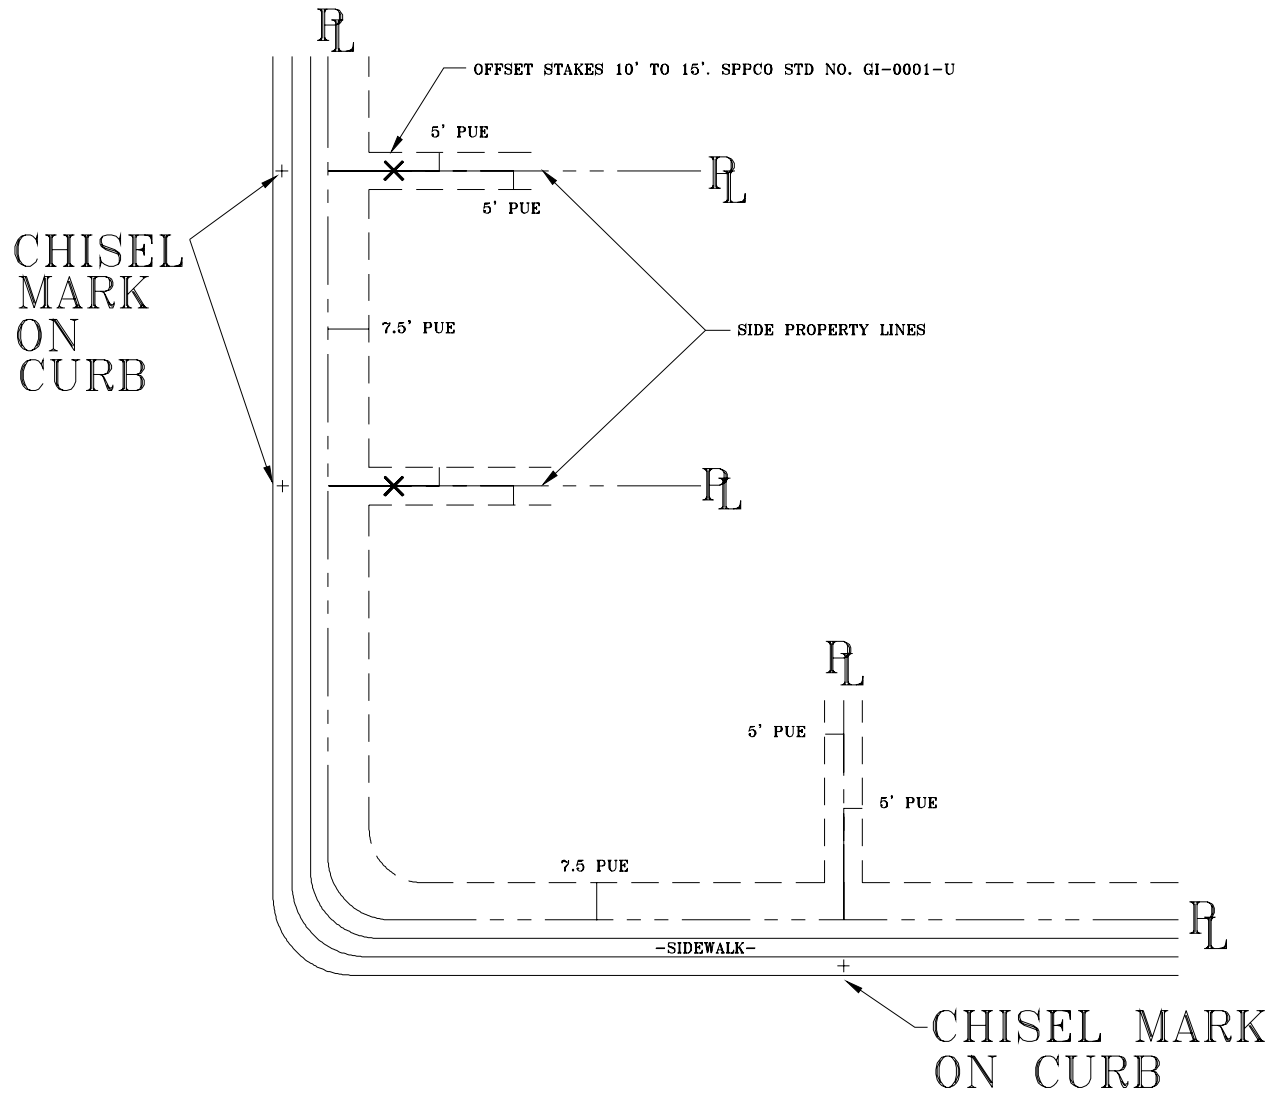 PL
OFFSET STAKES 10' TO 15'. SPPCO STD NO. GI-0001-U
5' PUE
PL
5' PUE
CHISEL
MARK
ON
CURB
7.5' PUE
SIDE PROPERTY LINES
PL
PL
5' PUE
5' PUE
7.5 PUE
PL
-SIDEWALK-
CHISEL MARK
ON CURB